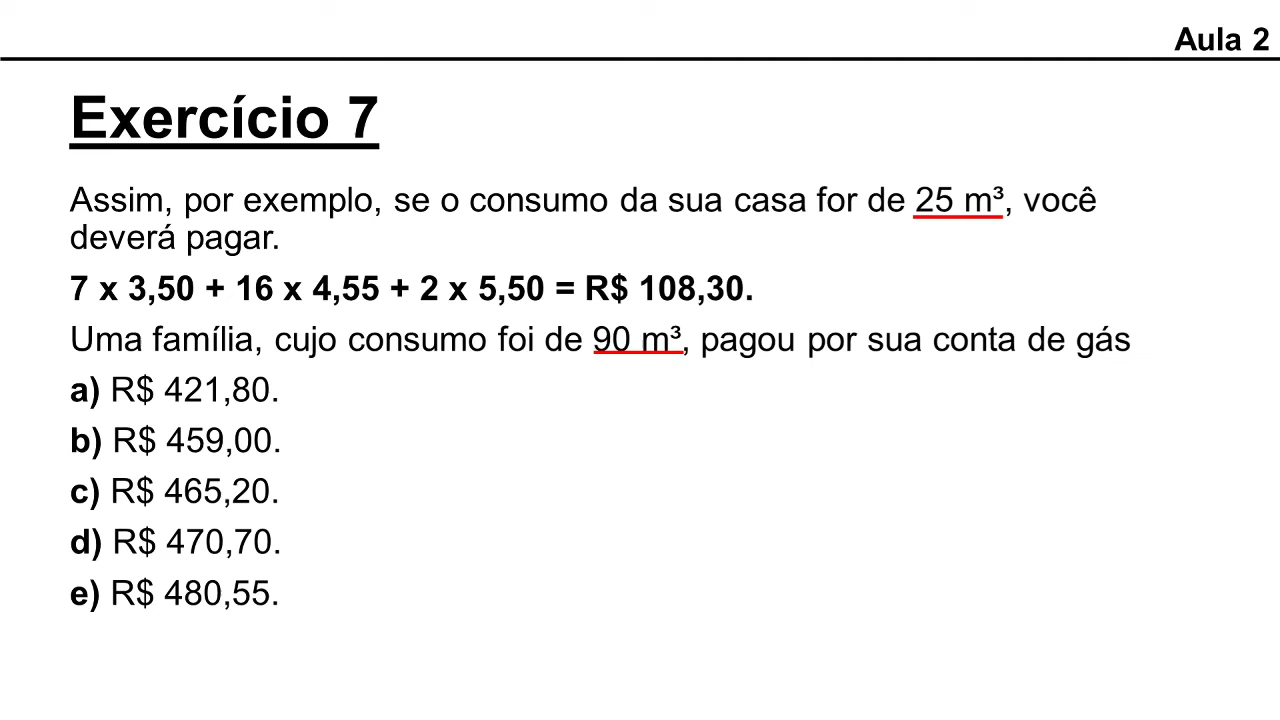 Aula 2
Exercício 7
Assim, por exemplo, se o consumo da sua casa for de 25 m³, você
deverá pagar.
7 x 3,50 + 16 x 4,55 + 2 x 5,50 = R$ 108,30.
Uma família, cujo consumo foi de 90 m³, pagou por sua conta de gás
a) R$ 421,80.
b) R$ 459,00.
c) R$ 465,20.
d) R$ 470,70.
e) R$ 480,55.